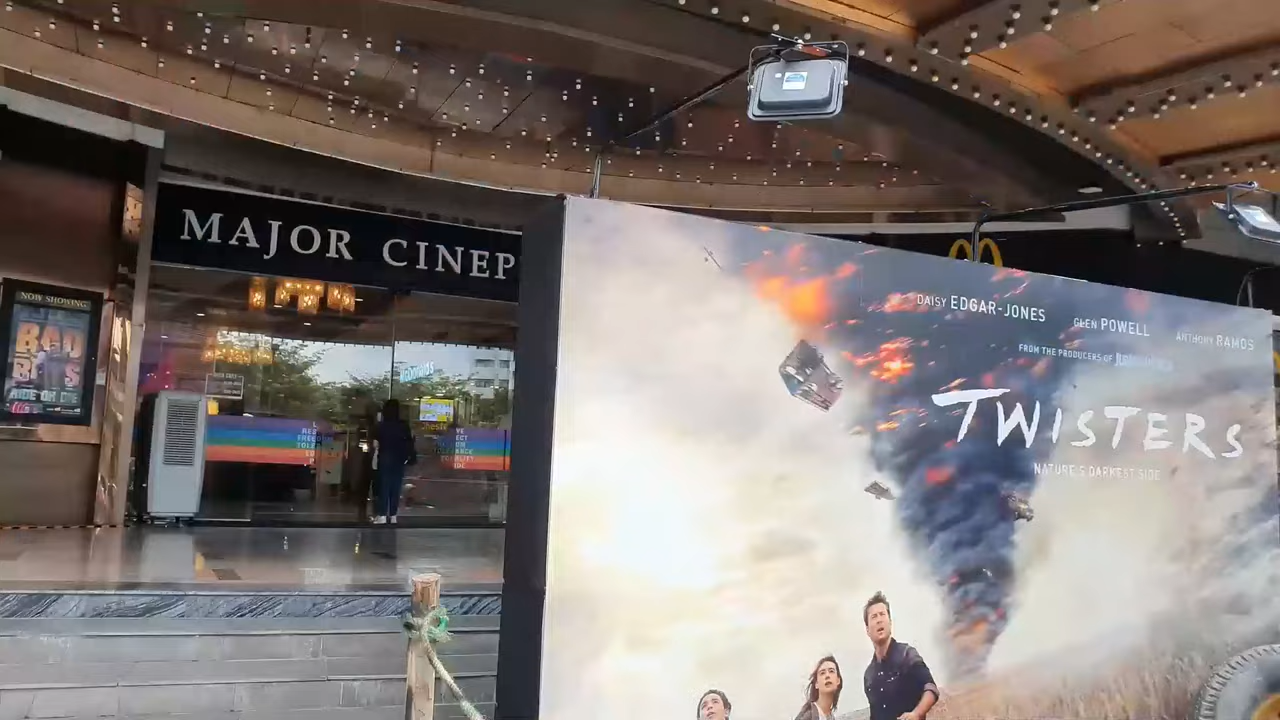 MAJOR CINEP
NOW SHOWING
BAD
BOYS
RIDE OR DIE
McDonald's
DAISY EDGAR-JONES
GLEN POWELL
ANTHONY RAMOS
FROM THE PRODUCERS OF
TWISTERS
NATURE'S DARKEST SIDE